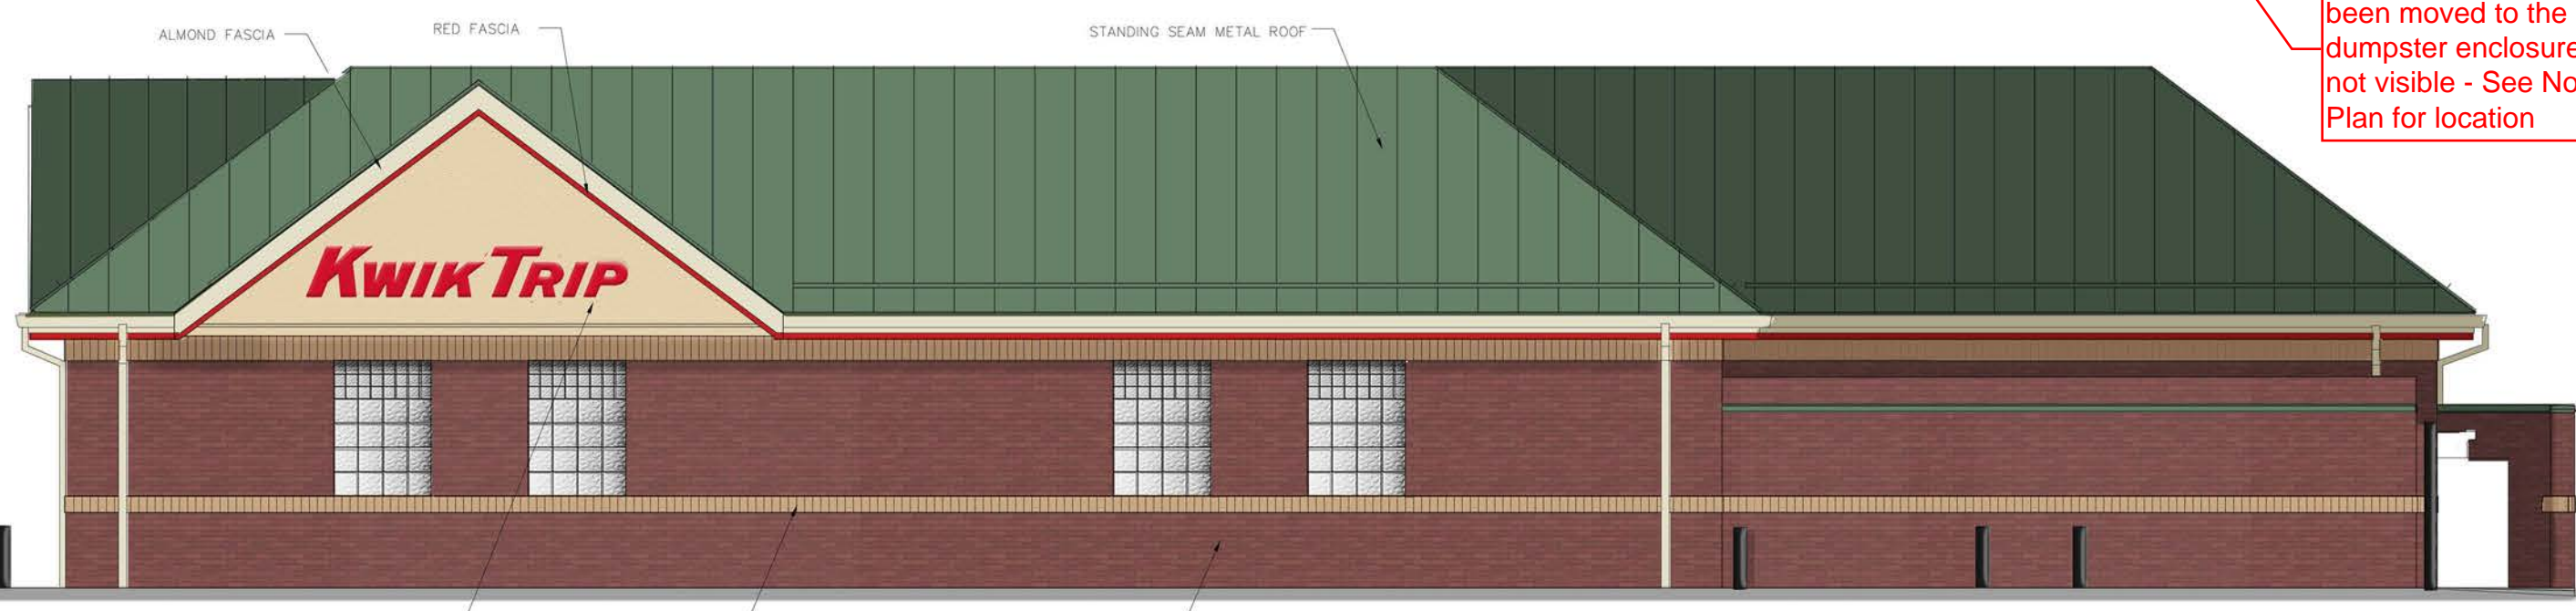 ALMOND FASCIA
RED FASCIA
STANDING SEAM METAL ROOF
been moved to the
dumpster enclosure
not visible - See No
Plan for location
KWIK TRIP